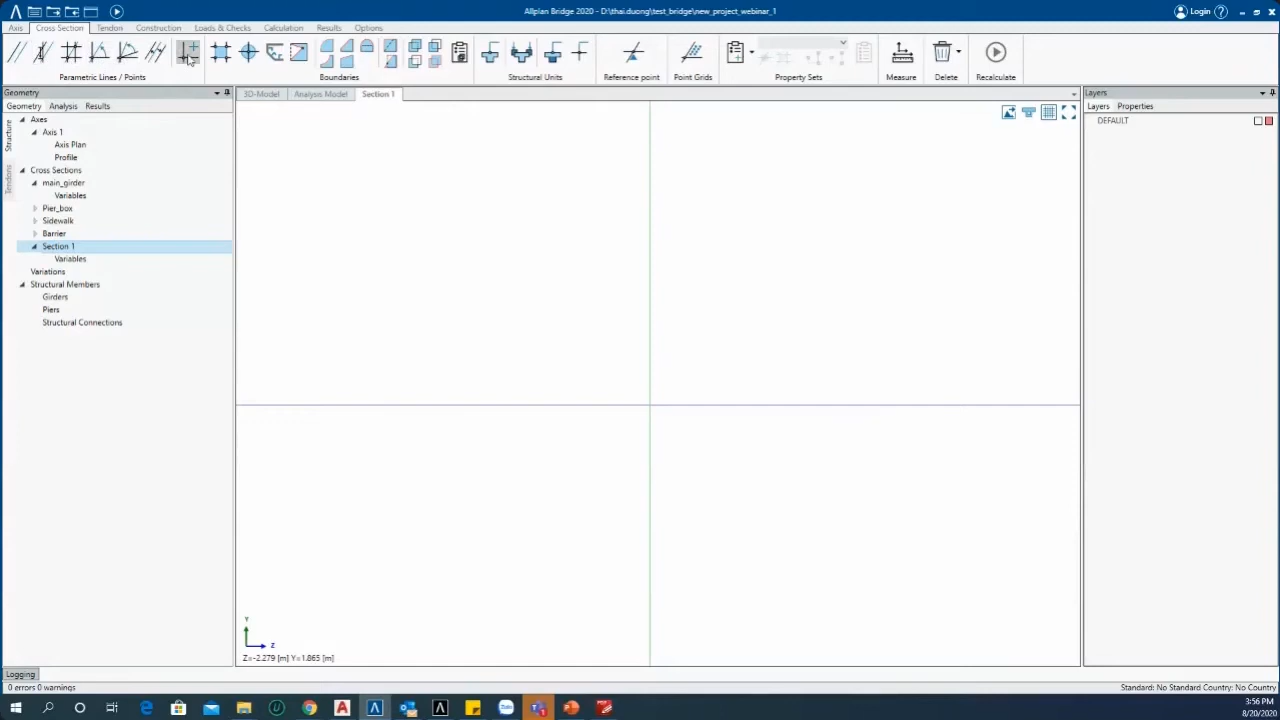 Allplan Bridge 2020 - D:\thai.duong\test_bridge\new_project_webinar_1
Login
Axis Cross Section Tendon Construction Loads & Checks Calculation Results Options
Parametric Lines / Points Boundaries Structural Units Reference point Point Grids Property Sets Measure Delete Recalculate
Geometry
Geometry Analysis Results
Structure
Tendons
Axes
Axis 1
Axis Plan
Profile
Cross Sections
main_girder
Variables
Pier_box
Sidewalk
Barrier
Section 1
Variables
Variations
Structural Members
Girders
Piers
Structural Connections
3D-Model Analysis Model Section 1
Y
Z
Z=-2.279 [m] Y=1.865 [m]
Layers
Layers Properties
DEFAULT
Logging
0 errors 0 warnings
Standard: No Standard Country: No Country
3:56 PM
8/20/2020